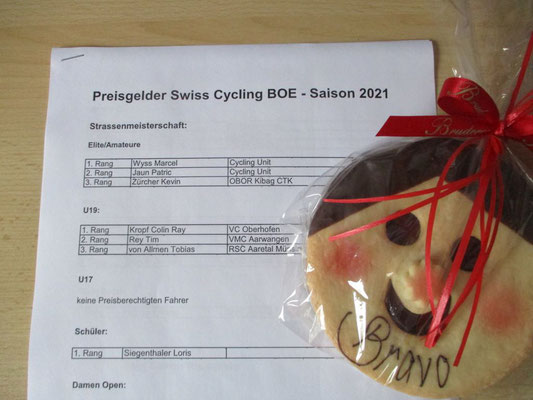 Preisgelder Swiss Cycling BOE - Saison 2021
Strassenmeisterschaft:
Elite/Amateure
1. Rang Wyss Marcel Cycling Unit
2. Rang Jaun Patric Cycling Unit
3. Rang Zürcher Kevin OBOR Kibag CTK
U19:
1. Rang Kropf Colin Ray VC Oberhofen
2. Rang Rey Tim VMC Aarwangen
3. Rang von Allmen Tobias RSC Aaretal
U17
keine Preisberechtigten Fahrer
Schüler:
1. Rang Siegenthaler Loris
Damen Open:
Bravo